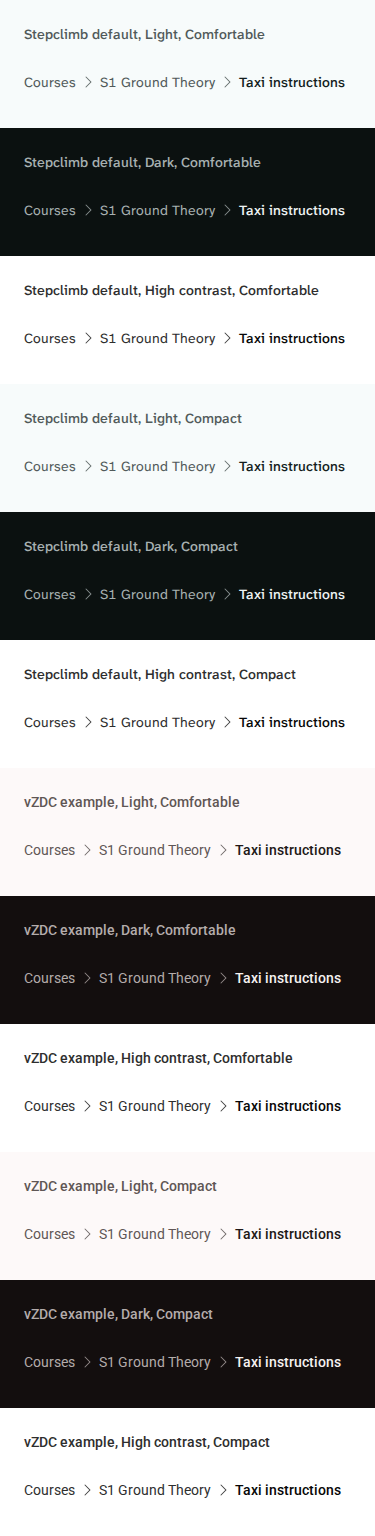 Stepclimb default, Light, Comfortable
Courses > S1 Ground Theory > Taxi instructions
Stepclimb default, Dark, Comfortable
Courses > S1 Ground Theory > Taxi instructions
Stepclimb default, High contrast, Comfortable
Courses > S1 Ground Theory > Taxi instructions
Stepclimb default, Light, Compact
Courses > S1 Ground Theory > Taxi instructions
Stepclimb default, Dark, Compact
Courses > S1 Ground Theory > Taxi instructions
Stepclimb default, High contrast, Compact
Courses > S1 Ground Theory > Taxi instructions
vZDC example, Light, Comfortable
Courses > S1 Ground Theory > Taxi instructions
vZDC example, Dark, Comfortable
Courses > S1 Ground Theory > Taxi instructions
vZDC example, High contrast, Comfortable
Courses > S1 Ground Theory > Taxi instructions
vZDC example, Light, Compact
Courses > S1 Ground Theory > Taxi instructions
vZDC example, Dark, Compact
Courses > S1 Ground Theory > Taxi instructions
vZDC example, High contrast, Compact
Courses > S1 Ground Theory > Taxi instructions